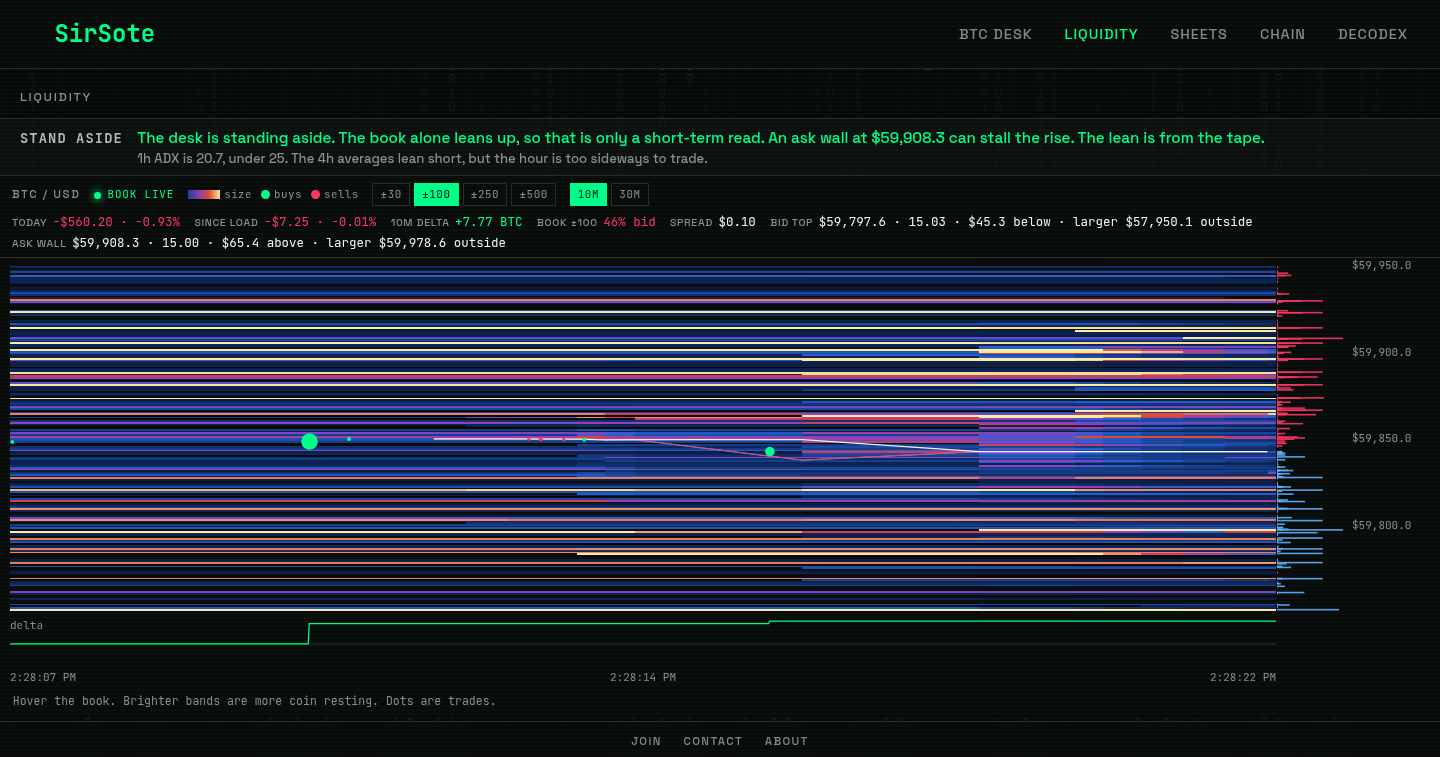 SirSote
BTC DESK LIQUIDITY SHEETS CHAIN DECODEX
LIQUIDITY
STAND ASIDE The desk is standing aside. The book alone leans up, so that is only a short-term read. An ask wall at $59,908.3 can stall the rise. The lean is from the tape.
1h ADX is 20.7, under 25. The 4h averages lean short, but the hour is too sideways to trade.
BTC / USD BOOK LIVE size buys sells ±30 ±100 ±250 ±500 10M 30M
TODAY -$560.20 · -0.93% SINCE LOAD -$7.25 · -0.01% 10M DELTA +7.77 BTC BOOK ±100 46% bid SPREAD $0.10 BID TOP $59,797.6 · 15.03 · $45.3 below · larger $57,950.1 outside
ASK WALL $59,908.3 · 15.00 · $65.4 above · larger $59,978.6 outside
$59,950.0
$59,900.0
$59,850.0
$59,800.0
delta
2:28:07 PM 2:28:14 PM 2:28:22 PM
Hover the book. Brighter bands are more coin resting. Dots are trades.
JOIN CONTACT ABOUT